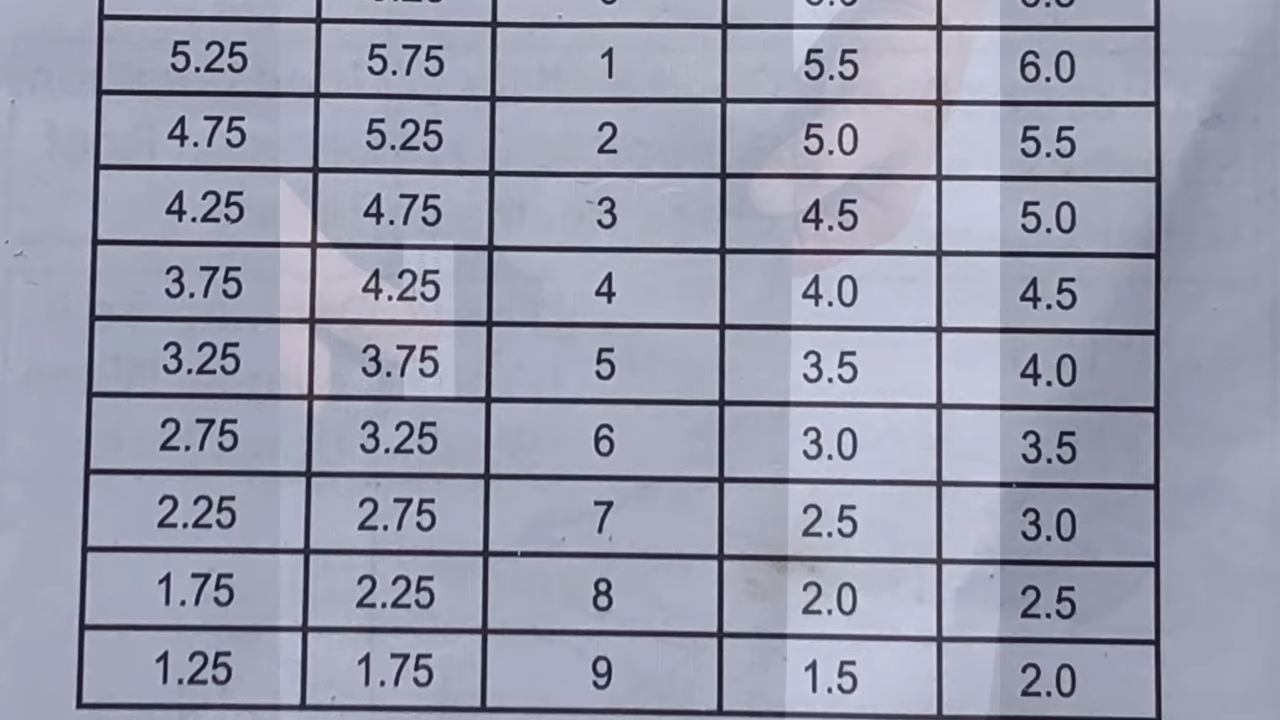 5.25 5.75 1 5.5 6.0
4.75 5.25 2 5.0 5.5
4.25 4.75 3 4.5 5.0
3.75 4.25 4 4.0 4.5
3.25 3.75 5 3.5 4.0
2.75 3.25 6 3.0 3.5
2.25 2.75 7 2.5 3.0
1.75 2.25 8 2.0 2.5
1.25 1.75 9 1.5 2.0